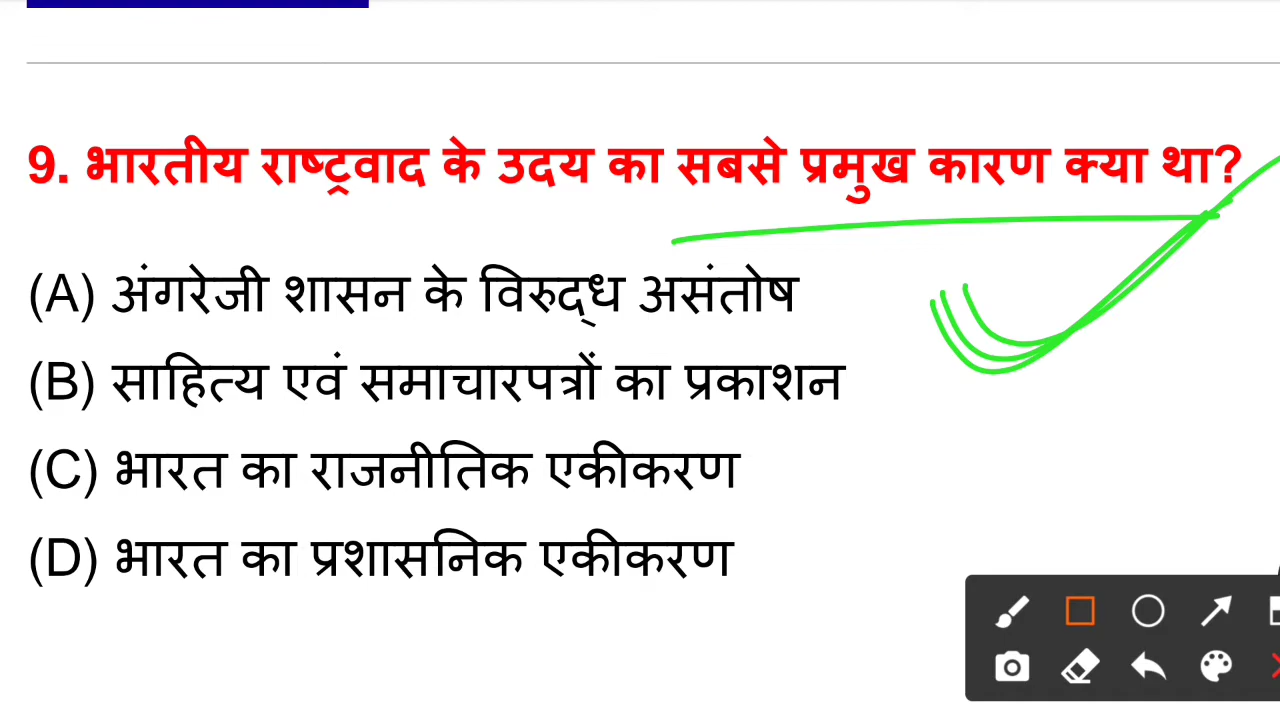 9. भारतीय राष्ट्रवाद के उदय का सबसे प्रमुख कारण क्या था?
(A) अंगरेजी शासन के विरुद्ध असंतोष
(B) साहित्य एवं समाचारपत्रों का प्रकाशन
(C) भारत का राजनीतिक एकीकरण
(D) भारत का प्रशासनिक एकीकरण